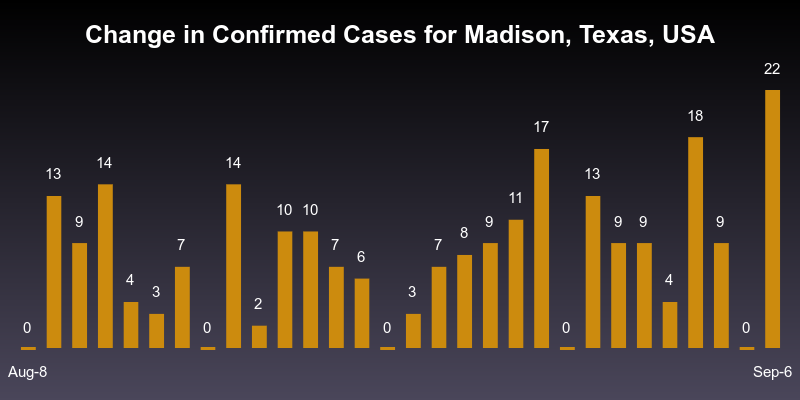 Change in Confirmed Cases for Madison, Texas, USA
0 13 9 14 4 3 7 0 14 2 10 10 7 6 0 3 7 8 9 11 17 0 13 9 9 4 18 9 0 22
Aug-8 Sep-6